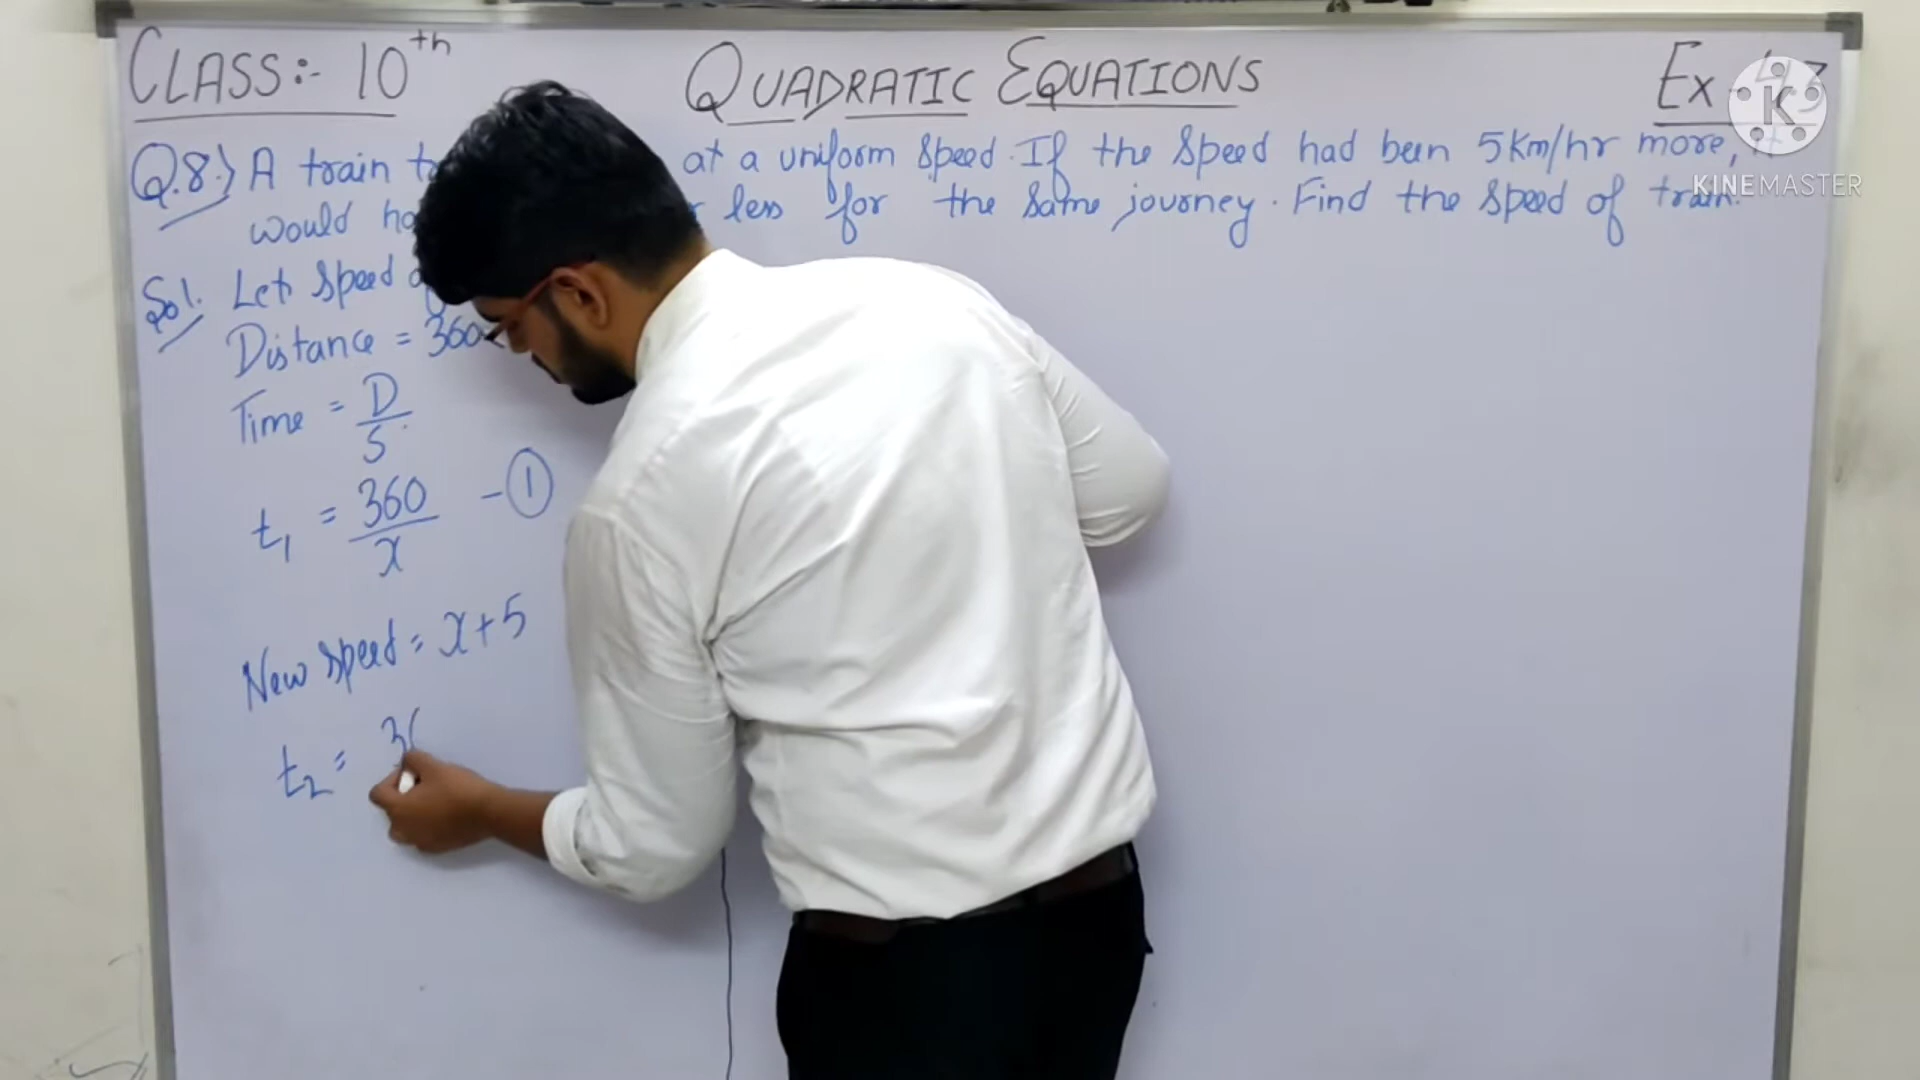 CLASS:- 10th
QUADRATIC EQUATIONS
Ex
K
KINEMASTER
Q.8.) A train at a uniform speed. If the speed had been 5km/hr more,
would less for the same journey. Find the speed of train.
Sol. Let speed
Distance = 360
Time = D/S
t1 = 360/x - 1
New speed = x+5
t2 =